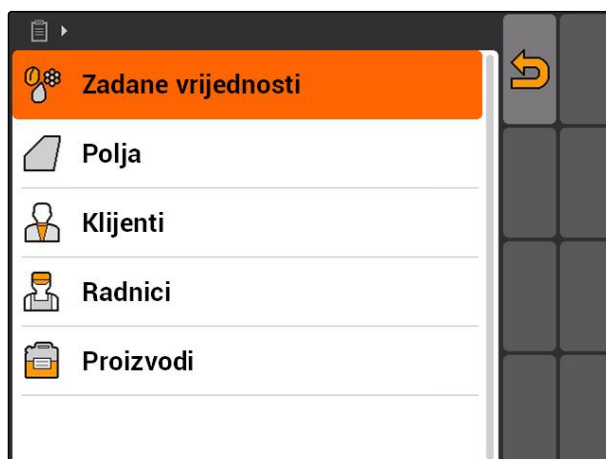 Zadane vrijednosti
Polja
Klijenti
Radnici
Proizvodi